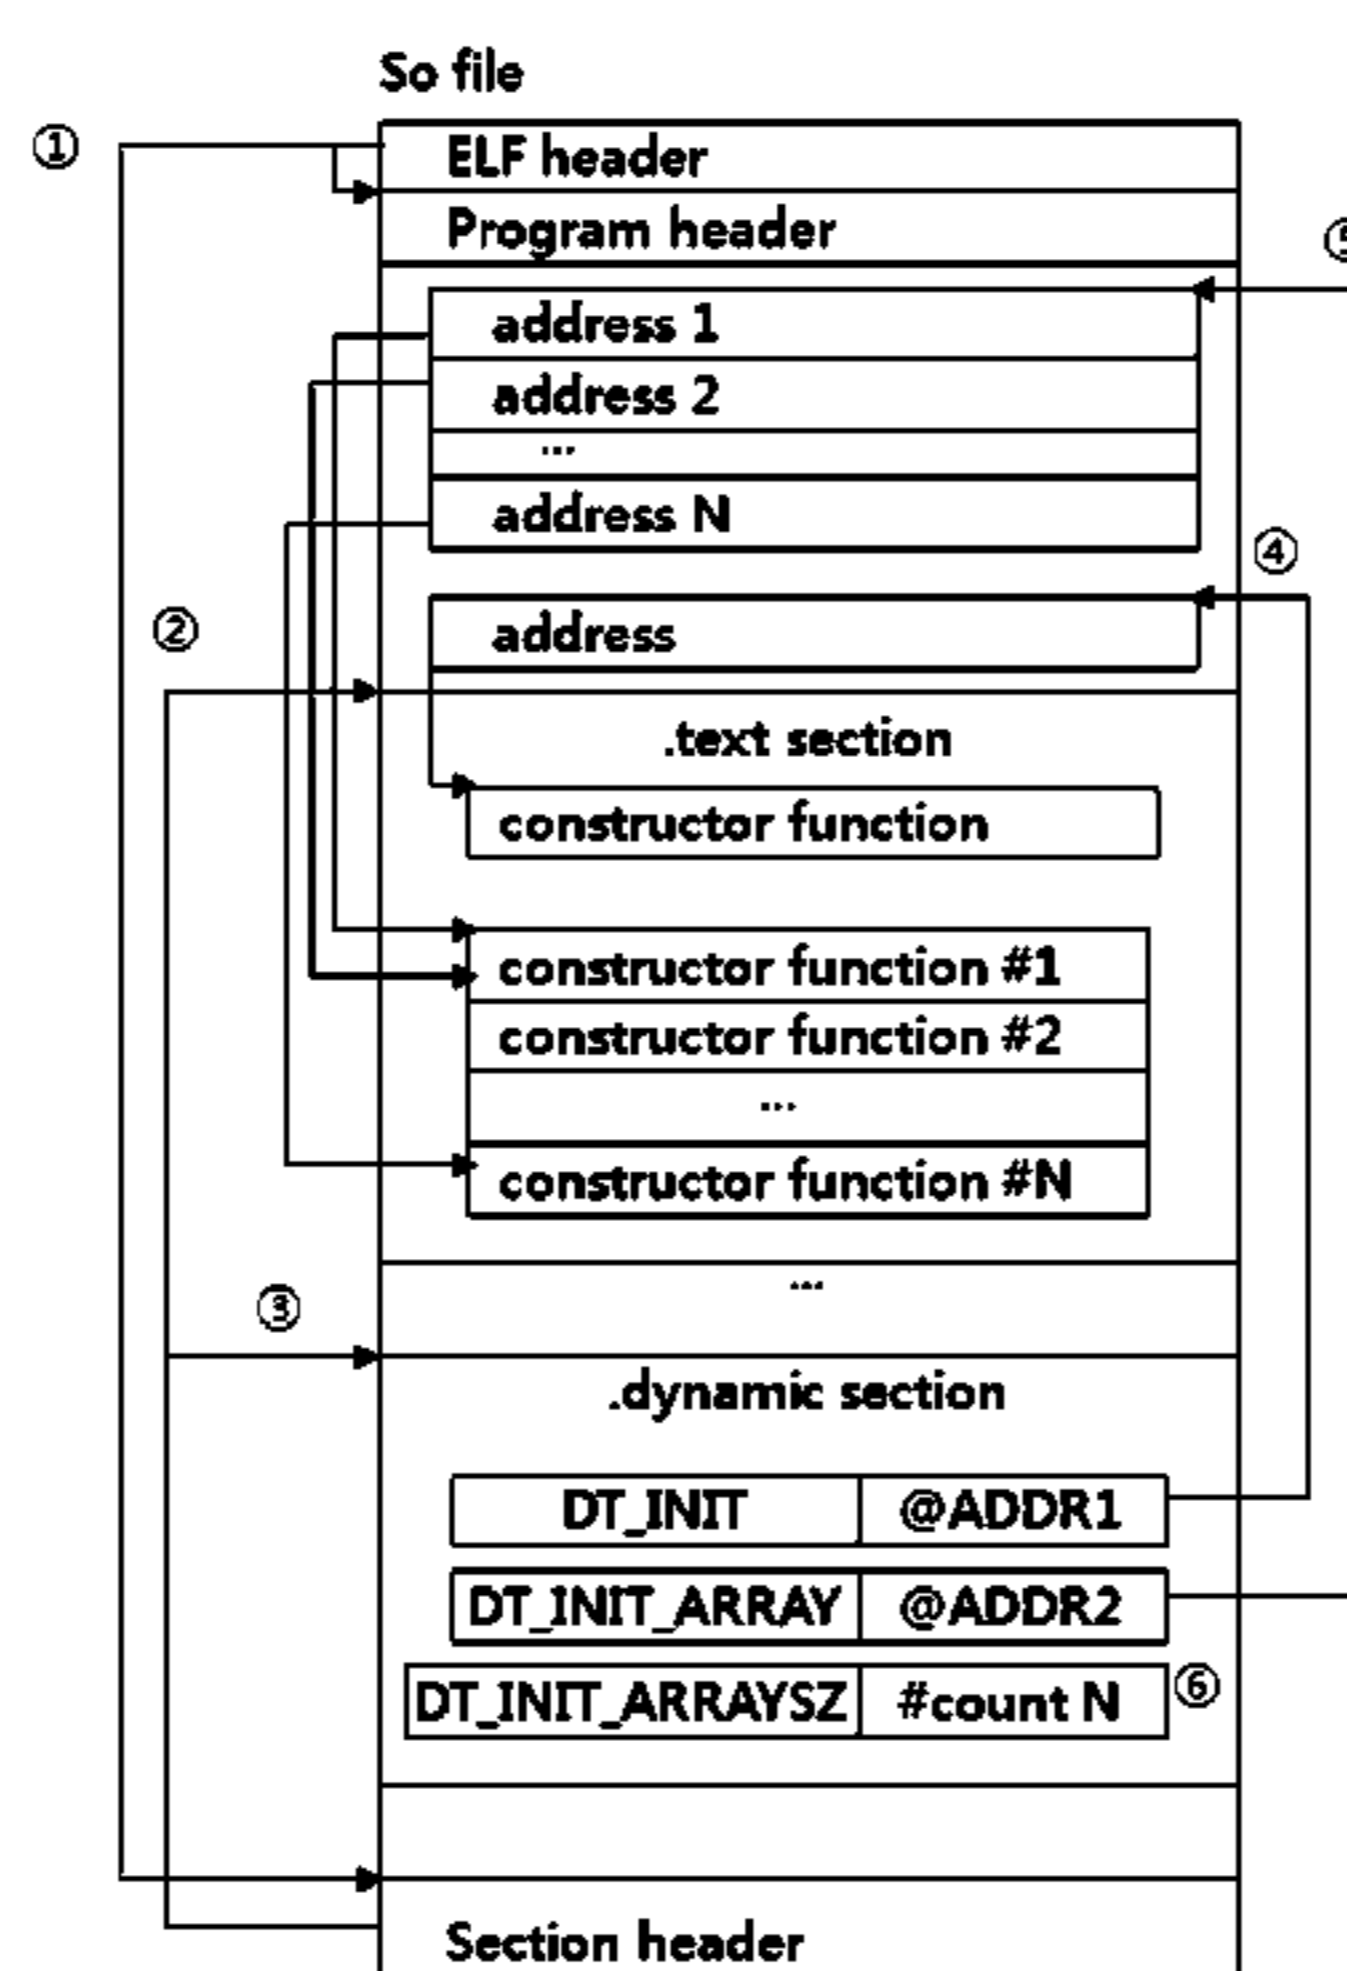 So file
①
ELF header
Program header
⑤
address 1
address 2
...
address N
④
②
address
.text section
constructor function
constructor function #1
constructor function #2
...
constructor function #N
...
③
.dynamic section
DT_INIT @ADDR1
DT_INIT_ARRAY @ADDR2
DT_INIT_ARRAYSZ #count N ⑥
Section header